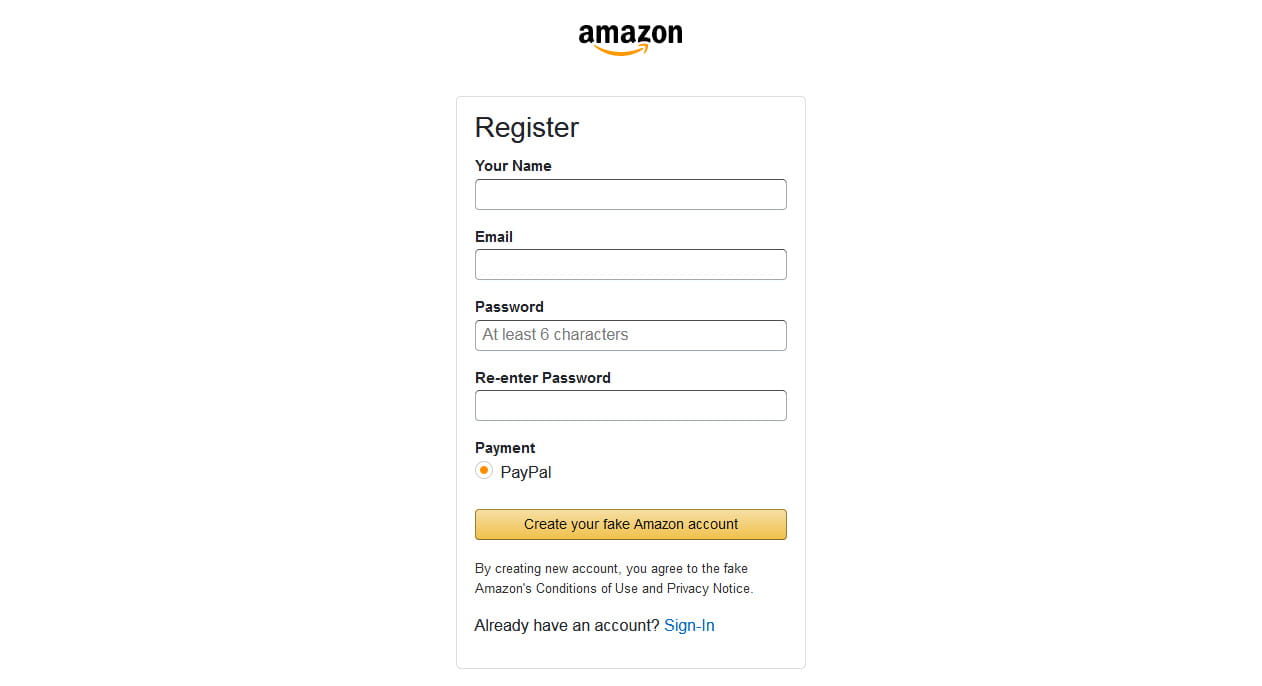 amazon
Register
Your Name
Email
Password
At least 6 characters
Re-enter Password
Payment
PayPal
Create your fake Amazon account
By creating new account, you agree to the fake
Amazon's Conditions of Use and Privacy Notice.
Already have an account? Sign-In